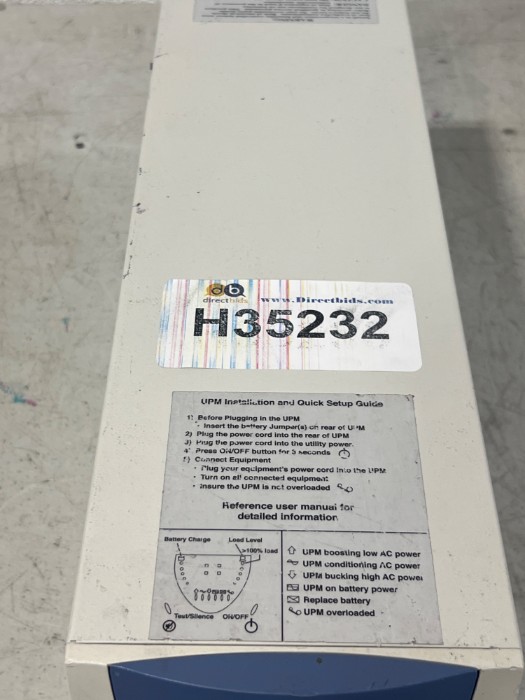 directbids
www.Directbids.com
H35232
UPM Installation and Quick Setup Guide
1) Before Plugging in the UPM
- Insert the battery Jumper(s) on rear of UPM
2) Plug the power cord into the rear of UPM
3) Plug the power cord into the utility power
4) Press ON/OFF button for 3 seconds
5) Connect Equipment
- Plug your equipment's power cord into the UPM
- Turn on all connected equipment
- Insure the UPM is not overloaded
Reference user manual for
detailed information
Battery Charge Load Level
>100% load
UPM boosting low AC power
UPM conditioning AC power
UPM bucking high AC power
UPM on battery power
Replace battery
UPM overloaded
Test/Silence ON/OFF